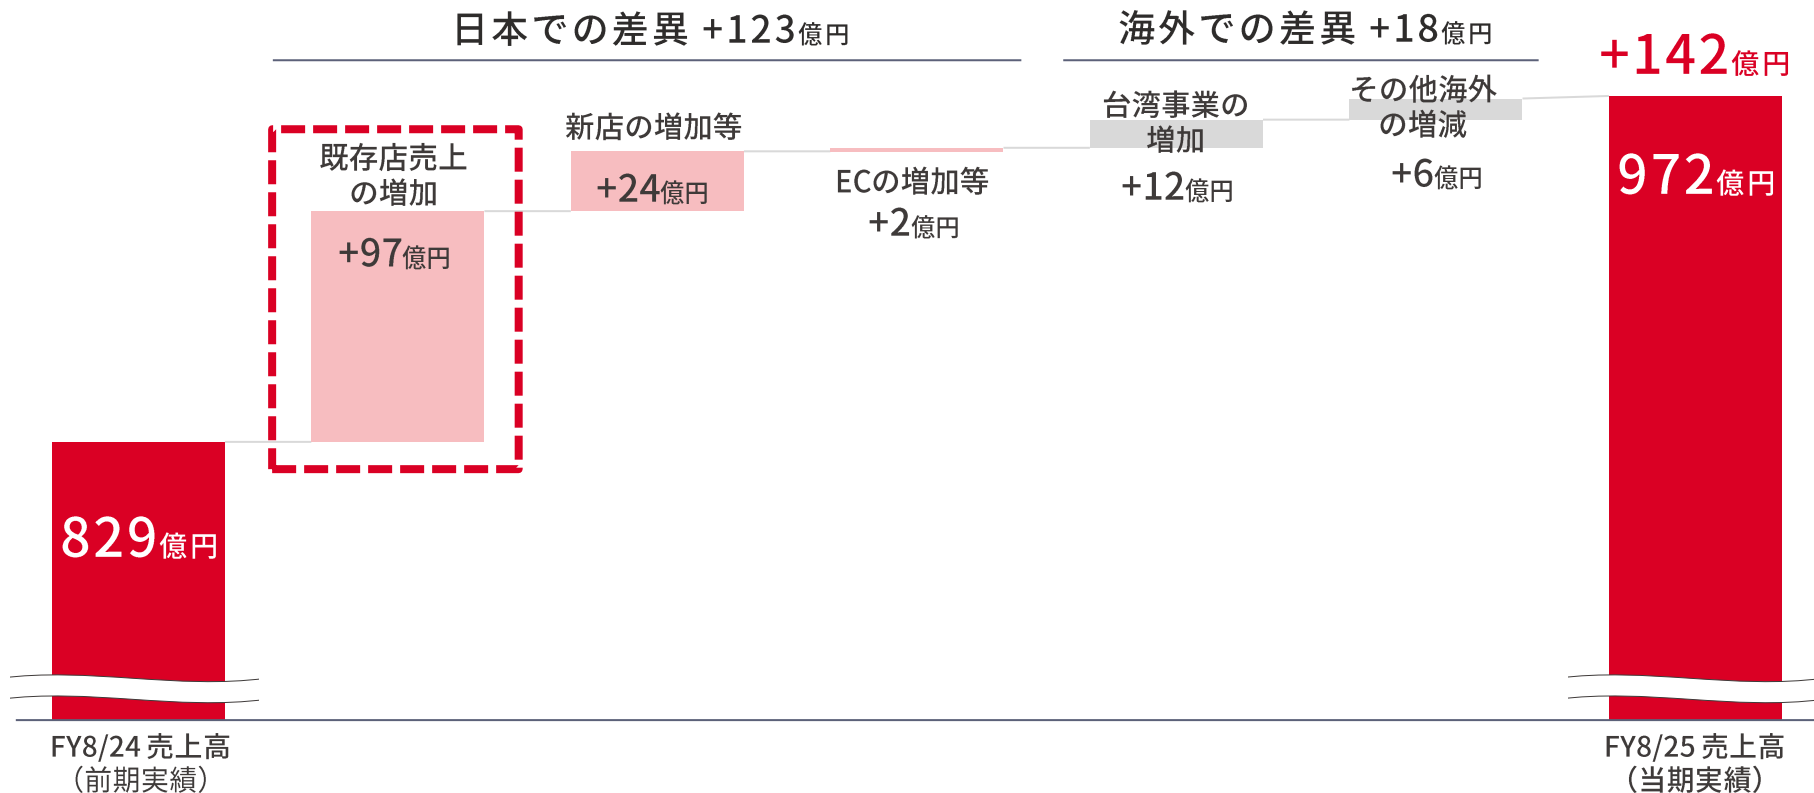 日本での差異 +123億円
海外での差異 +18億円
+142億円
既存店売上
の増加
+97億円
新店の増加等
+24億円
ECの増加等
+2億円
台湾事業の
増加
+12億円
その他海外
の増減
+6億円
972億円
829億円
FY8/24 売上高
（前期実績）
FY8/25 売上高
（当期実績）